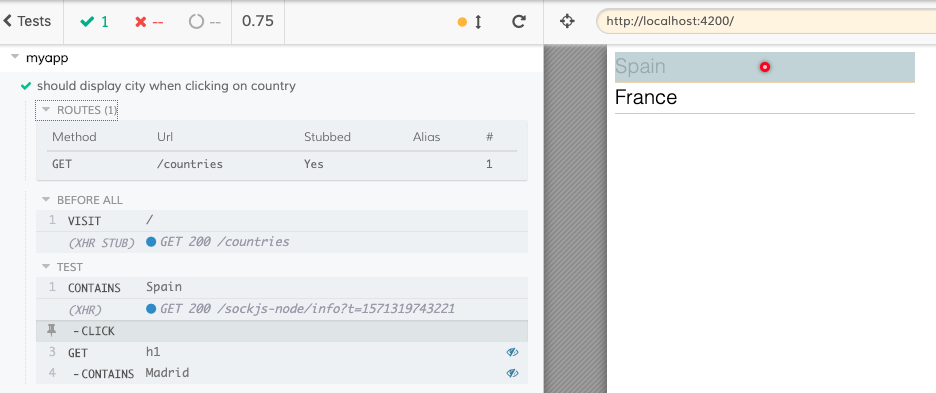 Tests 1 -- -- 0.75
http://localhost:4200/
myapp
should display city when clicking on country
ROUTES (1)
Method Url Stubbed Alias #
GET /countries Yes 1
BEFORE ALL
1 VISIT /
(XHR STUB) GET 200 /countries
TEST
1 CONTAINS Spain
(XHR) GET 200 /sockjs-node/info?t=1571319743221
- CLICK
3 GET h1
4 - CONTAINS Madrid
Spain
France